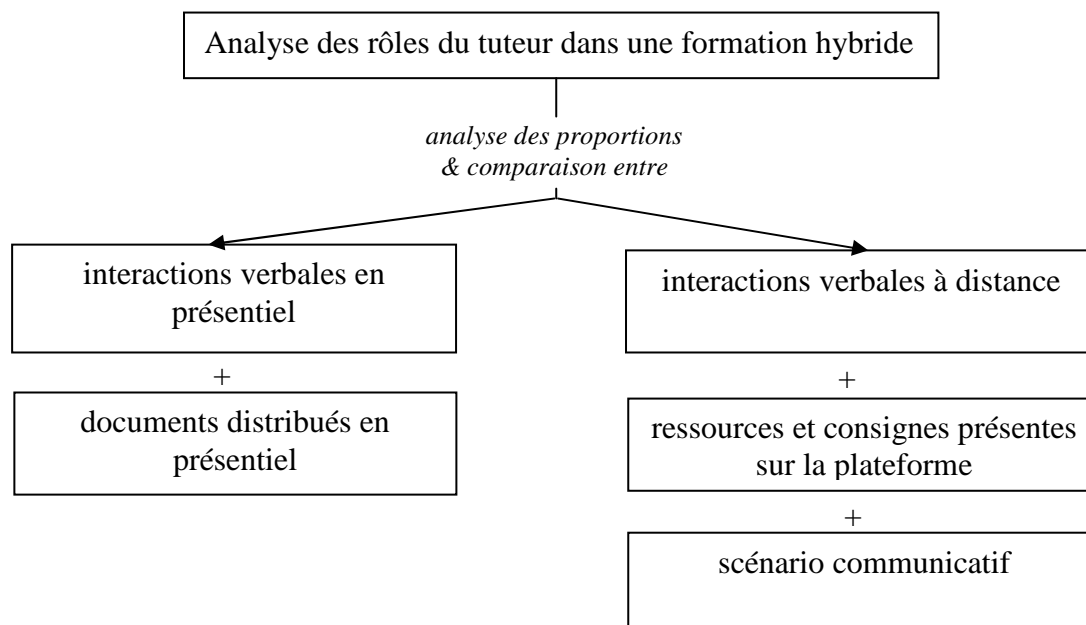 Analyse des rôles du tuteur dans une formation hybride
analyse des proportions
& comparaison entre
interactions verbales en
présentiel
+
documents distribués en
présentiel
interactions verbales à distance
+
ressources et consignes présentes
sur la plateforme
+
scénario communicatif